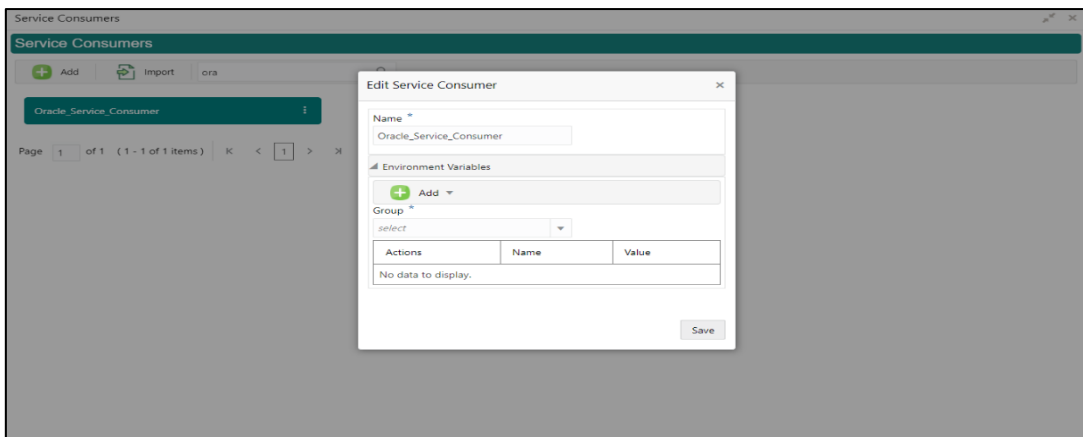 Service Consumers
Service Consumers
Add Import ora
Oracle_Service_Consumer
Page 1 of 1 (1 - 1 of 1 items) K < 1 > >|
Edit Service Consumer ×
Name *
Oracle_Service_Consumer
Environment Variables
Add
Group *
select
Actions Name Value
No data to display.
Save